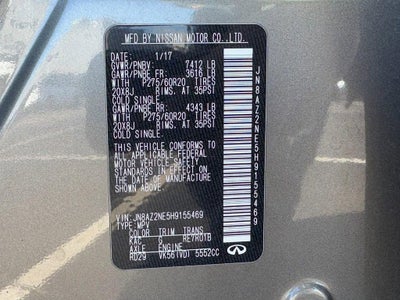 MFD BY NISSAN MOTOR CO.,LTD.
DATE: 1/17
GVWR/PNBV: 7412 LB
GAWR/PNBE FR: 3616 LB
WITH P275/60R20 TIRES
20X8J RIMS, AT 35PSI
COLD SINGLE.
GAWR/PNBE RR: 4343 LB
WITH P275/60R20 TIRES
20X8J RIMS, AT 35PSI
COLD SINGLE.
THIS VEHICLE CONFORMS TO
ALL APPLICABLE FEDERAL
MOTOR VEHICLE SAFETY
STANDARDS IN EFFECT ON
THE DATE OF MANUFACTURE
SHOWN ABOVE.
VIN: JN8AZ2NE5H9155469
TYPE: MPV
COLOR TRIM TRANS
KAC G RE7R01B
AXLE ENGINE
RD29 VK56(VD) 5552CC
JN8AZ2NE5H9155469